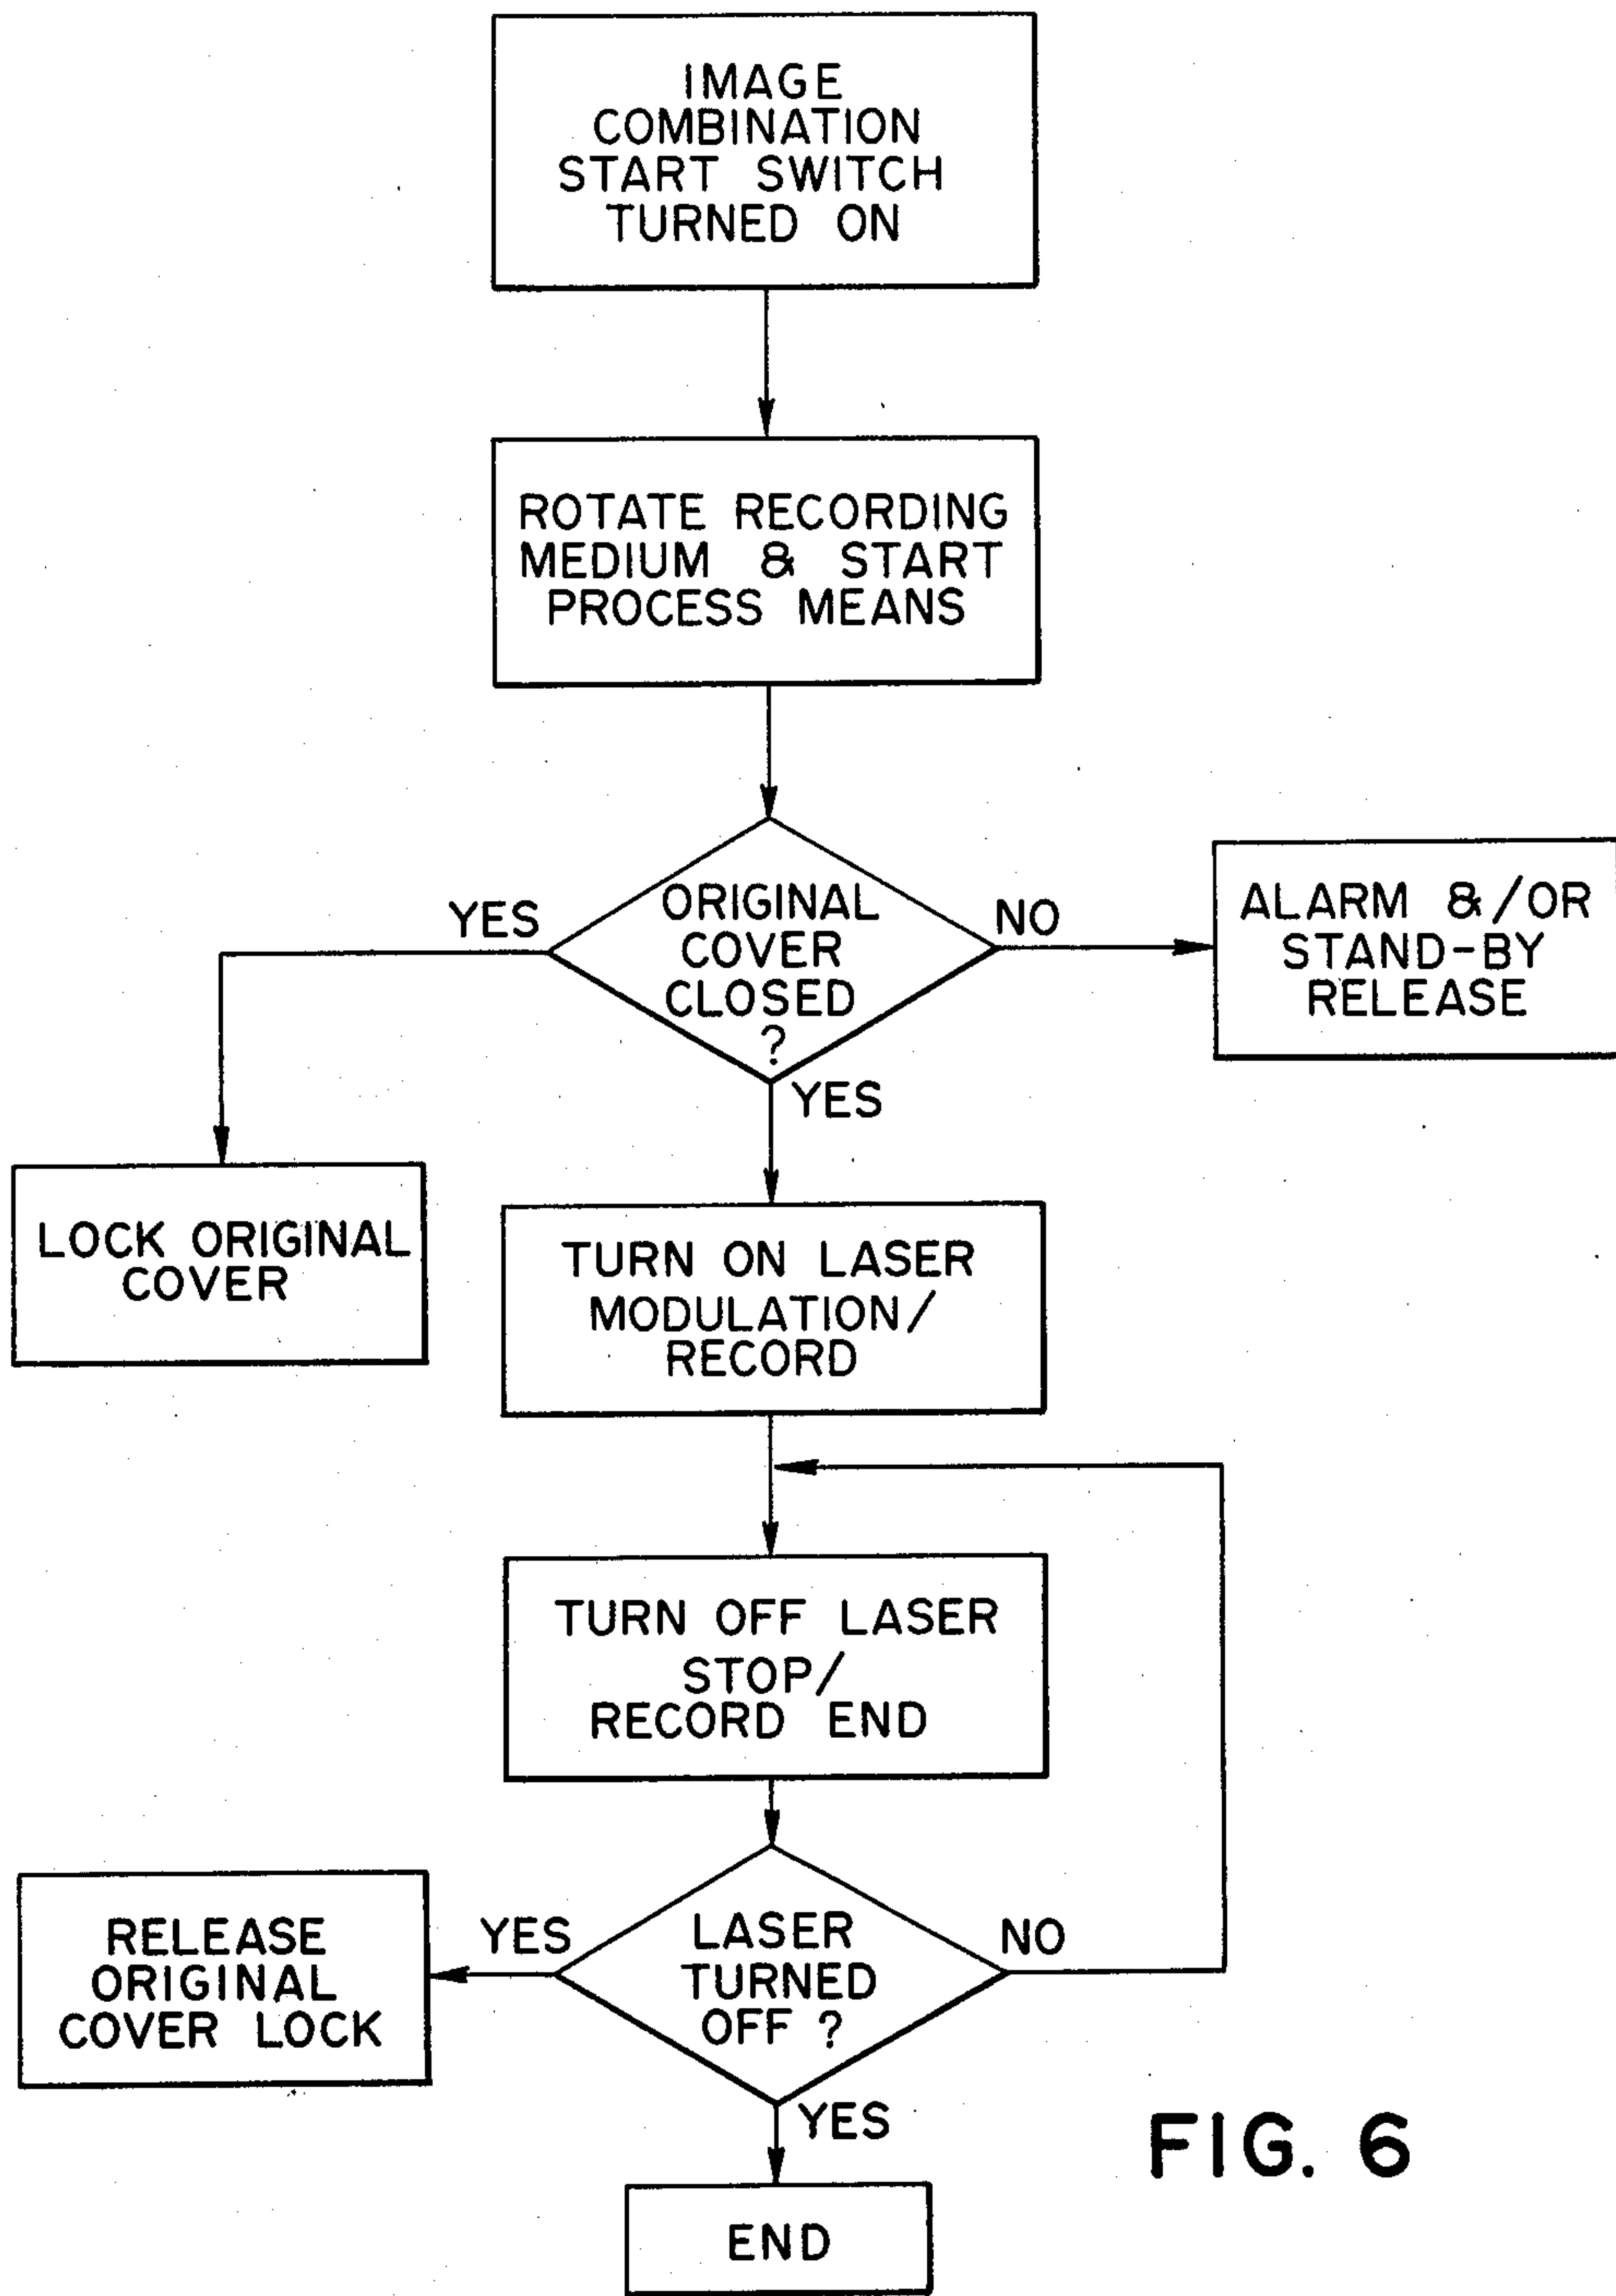 IMAGE
COMBINATION
START SWITCH
TURNED ON
ROTATE RECORDING
MEDIUM & START
PROCESS MEANS
YES
ORIGINAL
COVER
CLOSED
?
NO
ALARM &/OR
STAND-BY
RELEASE
YES
LOCK ORIGINAL
COVER
TURN ON LASER
MODULATION/
RECORD
TURN OFF LASER
STOP/
RECORD END
RELEASE
ORIGINAL
COVER LOCK
YES
LASER
TURNED
OFF ?
NO
YES
FIG. 6
END